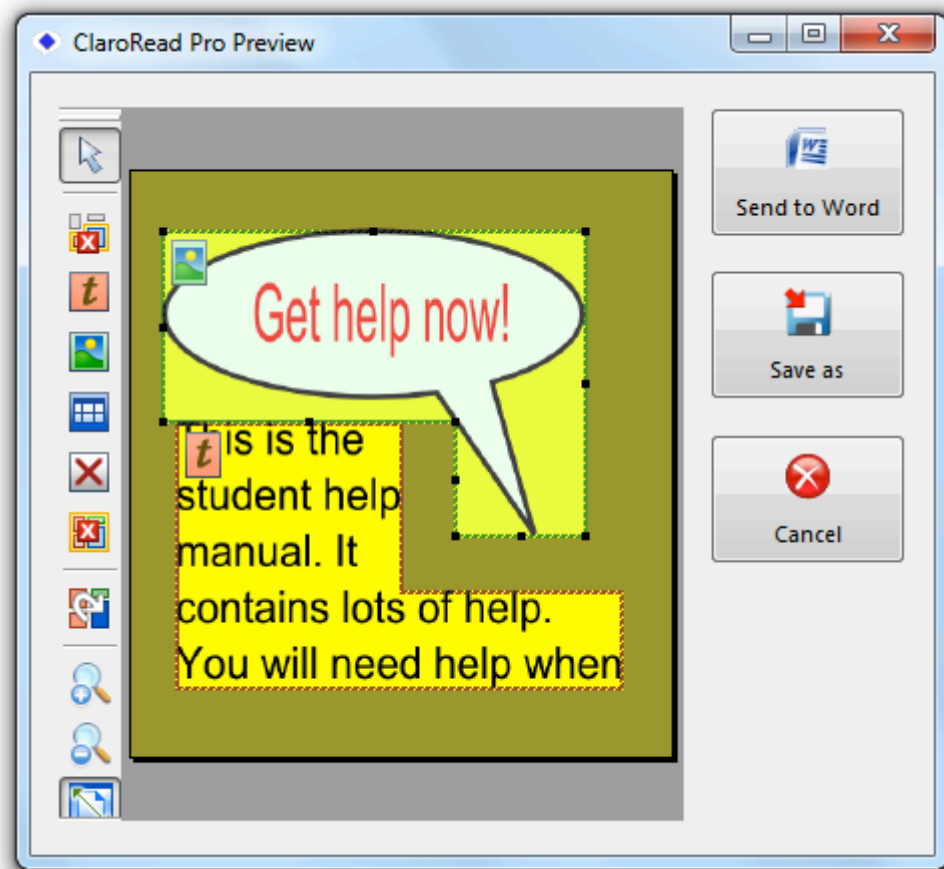 ClaroRead Pro Preview
Send to Word
Save as
Cancel
Get help now!
This is the
student help
manual. It
contains lots of help.
You will need help when